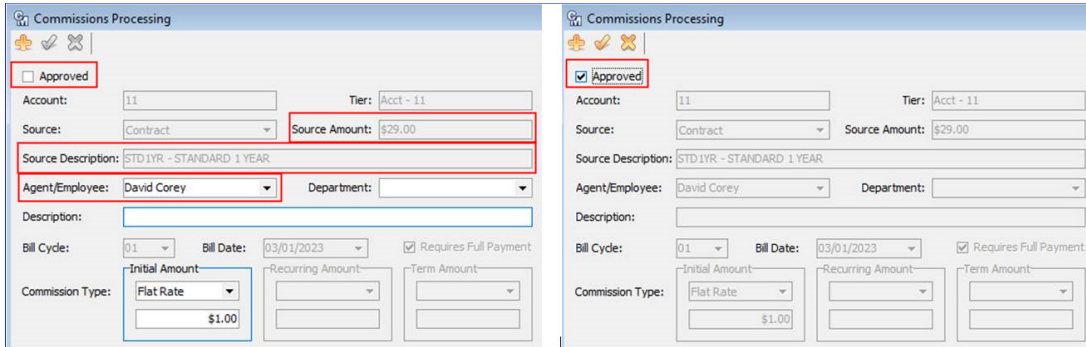 Commissions Processing
Approved
Account: 11 Tier: Acct - 11
Source: Contract Source Amount: $29.00
Source Description: STD1YR - STANDARD 1 YEAR
Agent/Employee: David Corey Department:
Description:
Bill Cycle: 01 Bill Date: 03/01/2023 Requires Full Payment
Initial Amount Recurring Amount Term Amount
Commission Type: Flat Rate
$1.00
Commissions Processing
Approved
Account: 11 Tier: Acct - 11
Source: Contract Source Amount: $29.00
Source Description: STD1YR - STANDARD 1 YEAR
Agent/Employee: David Corey Department:
Description:
Bill Cycle: 01 Bill Date: 03/01/2023 Requires Full Payment
Initial Amount Recurring Amount Term Amount
Commission Type: Flat Rate
$1.00